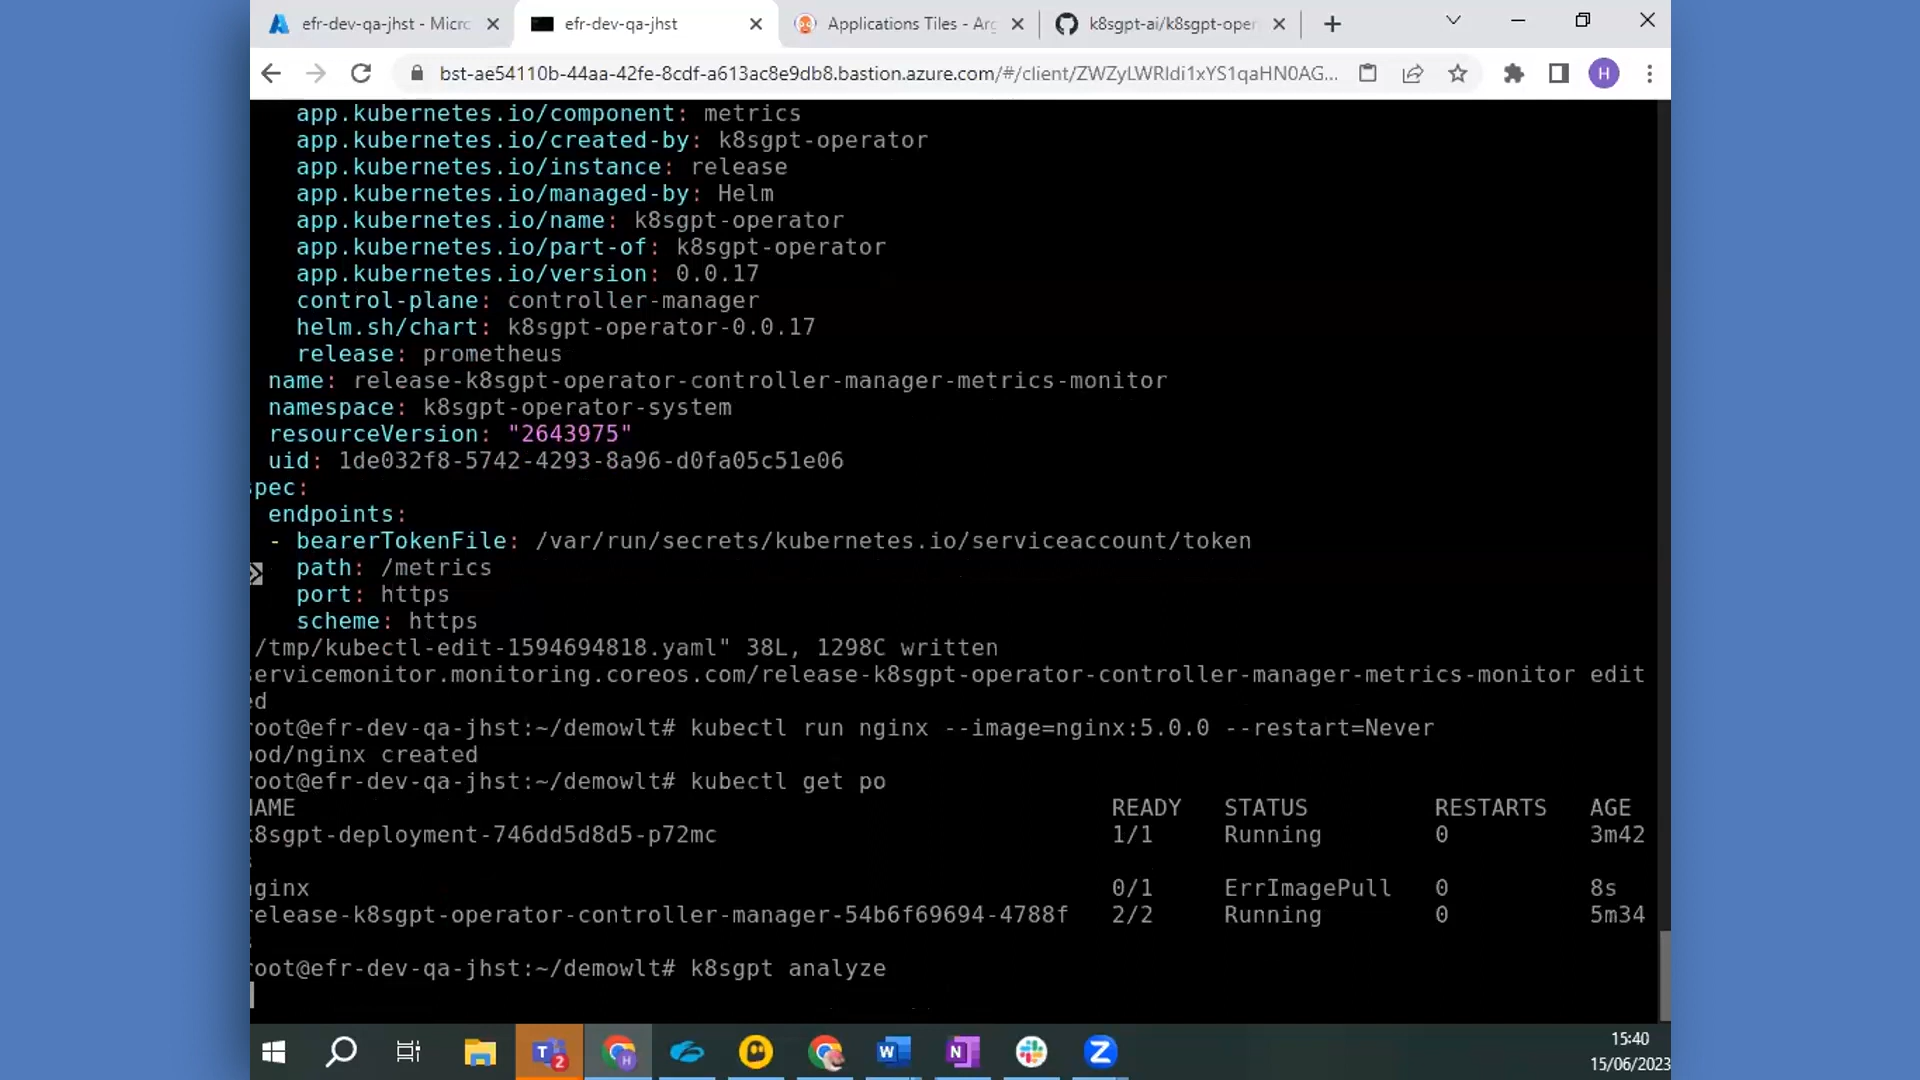 efr-dev-qa-jhst - Micro
efr-dev-qa-jhst
Applications Tiles - Arg
k8sgpt-ai/k8sgpt-oper
bst-ae54110b-44aa-42fe-8cdf-a613ac8e9db8.bastion.azure.com/#/client/ZWZyLWRldi1xYS1qaHN0AG...
H
app.kubernetes.io/component: metrics
app.kubernetes.io/created-by: k8sgpt-operator
app.kubernetes.io/instance: release
app.kubernetes.io/managed-by: Helm
app.kubernetes.io/name: k8sgpt-operator
app.kubernetes.io/part-of: k8sgpt-operator
app.kubernetes.io/version: 0.0.17
control-plane: controller-manager
helm.sh/chart: k8sgpt-operator-0.0.17
release: prometheus
name: release-k8sgpt-operator-controller-manager-metrics-monitor
namespace: k8sgpt-operator-system
resourceVersion: "2643975"
uid: 1de032f8-5742-4293-8a96-d0fa05c51e06
spec:
endpoints:
- bearerTokenFile: /var/run/secrets/kubernetes.io/serviceaccount/token
path: /metrics
port: https
scheme: https
/tmp/kubectl-edit-1594694818.yaml" 38L, 1298C written
servicemonitor.monitoring.coreos.com/release-k8sgpt-operator-controller-manager-metrics-monitor edit
ed
root@efr-dev-qa-jhst:~/demowlt# kubectl run nginx --image=nginx:5.0.0 --restart=Never
pod/nginx created
root@efr-dev-qa-jhst:~/demowlt# kubectl get po
NAME READY STATUS RESTARTS AGE
k8sgpt-deployment-746dd5d8d5-p72mc 1/1 Running 0 3m42
s
nginx 0/1 ErrImagePull 0 8s
release-k8sgpt-operator-controller-manager-54b6f69694-4788f 2/2 Running 0 5m34
s
root@efr-dev-qa-jhst:~/demowlt# k8sgpt analyze
15:40
15/06/2023